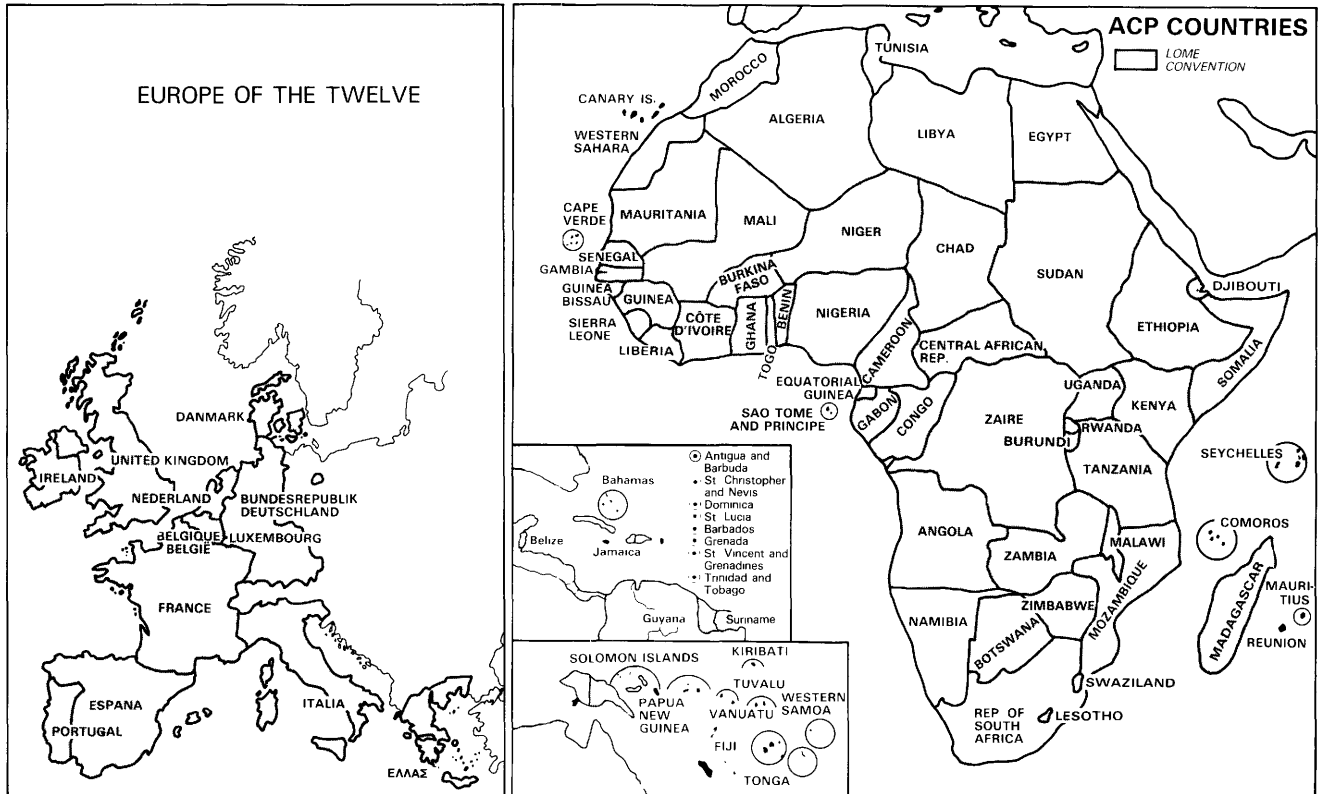 EUROPE OF THE TWELVE
DANMARK
UNITED KINGDOM
IRELAND
NEDERLAND
BUNDESREPUBLIK
DEUTSCHLAND
BELGIQUE
BELGIË
LUXEMBOURG
FRANCE
ESPANA
PORTUGAL
ITALIA
ΕΛΛΑΣ
ACP COUNTRIES
LOME
CONVENTION
TUNISIA
MOROCCO
CANARY IS.
ALGERIA
LIBYA
EGYPT
WESTERN
SAHARA
CAPE
VERDE
MAURITANIA
MALI
NIGER
CHAD
SUDAN
SENEGAL
GAMBIA
BURKINA
FASO
GUINEA
BISSAU
GUINEA
DJIBOUTI
SIERRA
LEONE
CÔTE
D'IVOIRE
GHANA
TOGO
BENIN
NIGERIA
ETHIOPIA
LIBERIA
CAMEROON
CENTRAL AFRICAN
REP.
SOMALIA
EQUATORIAL
GUINEA
UGANDA
KENYA
SAO TOME
AND PRINCIPE
GABON
CONGO
ZAIRE
RWANDA
BURUNDI
TANZANIA
SEYCHELLES
COMOROS
ANGOLA
ZAMBIA
MALAWI
MOZAMBIQUE
MADAGASCAR
MAURI-
TIUS
REUNION
NAMIBIA
ZIMBABWE
BOTSWANA
SWAZILAND
LESOTHO
REP OF
SOUTH
AFRICA
Bahamas
Belize
Jamaica
Antigua and
Barbuda
St Christopher
and Nevis
Dominica
St Lucia
Barbados
Grenada
St Vincent and
Grenadines
Trinidad and
Tobago
Guyana
Suriname
SOLOMON ISLANDS
KIRIBATI
TUVALU
PAPUA
NEW
GUINEA
VANUATU
WESTERN
SAMOA
FIJI
TONGA